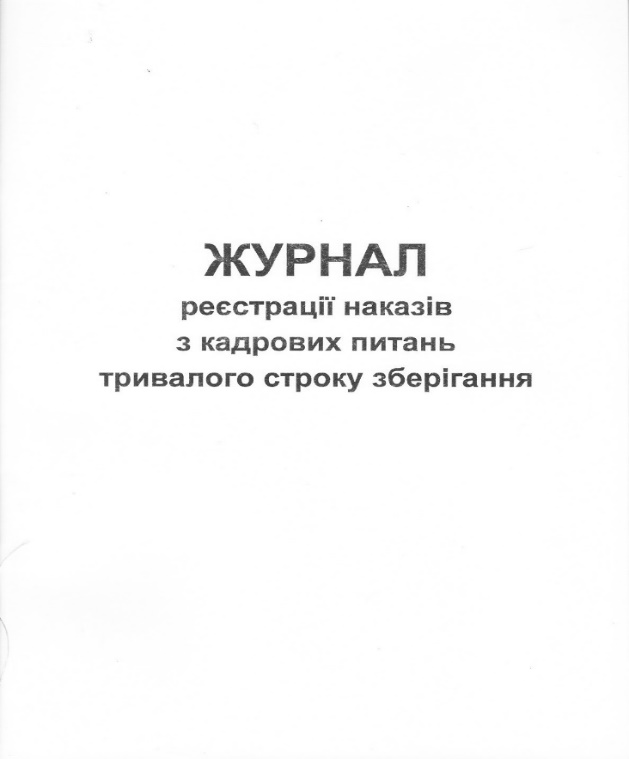 ЖУРНАЛ
реєстрації наказів
з кадрових питань
тривалого строку зберігання